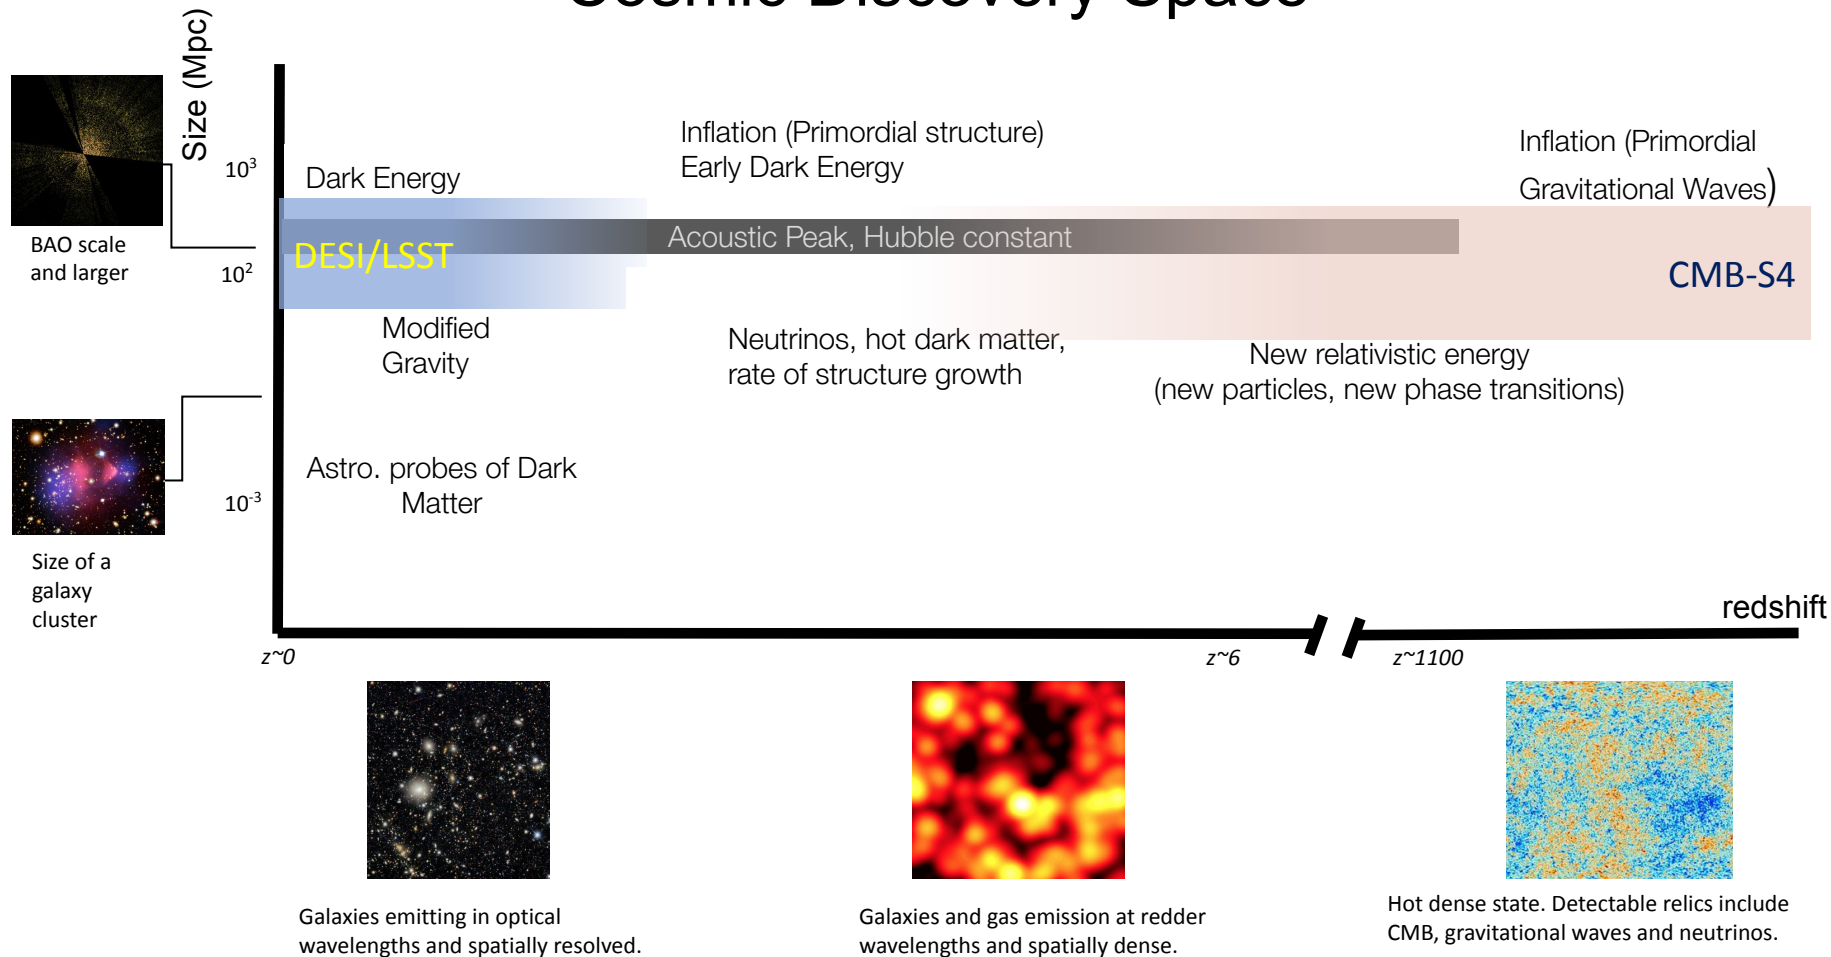 Cosmic Discovery Space
Size (Mpc)
10³
10²
10⁻³
BAO scale
and larger
Size of a
galaxy
cluster
Dark Energy
Inflation (Primordial structure)
Early Dark Energy
Inflation (Primordial
Gravitational Waves)
DESI/LSST
Acoustic Peak, Hubble constant
CMB-S4
Modified
Gravity
Neutrinos, hot dark matter,
rate of structure growth
New relativistic energy
(new particles, new phase transitions)
Astro. probes of Dark
Matter
redshift
z~0
z~6
z~1100
Galaxies emitting in optical
wavelengths and spatially resolved.
Galaxies and gas emission at redder
wavelengths and spatially dense.
Hot dense state. Detectable relics include
CMB, gravitational waves and neutrinos.